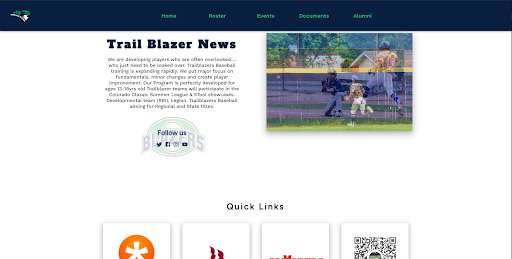 Home Roster Events Documents Alumni
Trail Blazer News
We are developing players who are often overlooked...
who just need to be looked over. Trailblazers Baseball
training is expanding rapidly. We put major focus on
fundamentals, minor changes and create player
improvement. Our Program is perfectly developed for
ages 13-18yrs old Trailblazer teams will participate in the
Colorado Classic Summer League & 5Tool showcases.
Developmental team (RBI), Legion. Trailblazers Baseball
aiming for Regional and State titles.
Follow us
BLAZERS
Quick Links